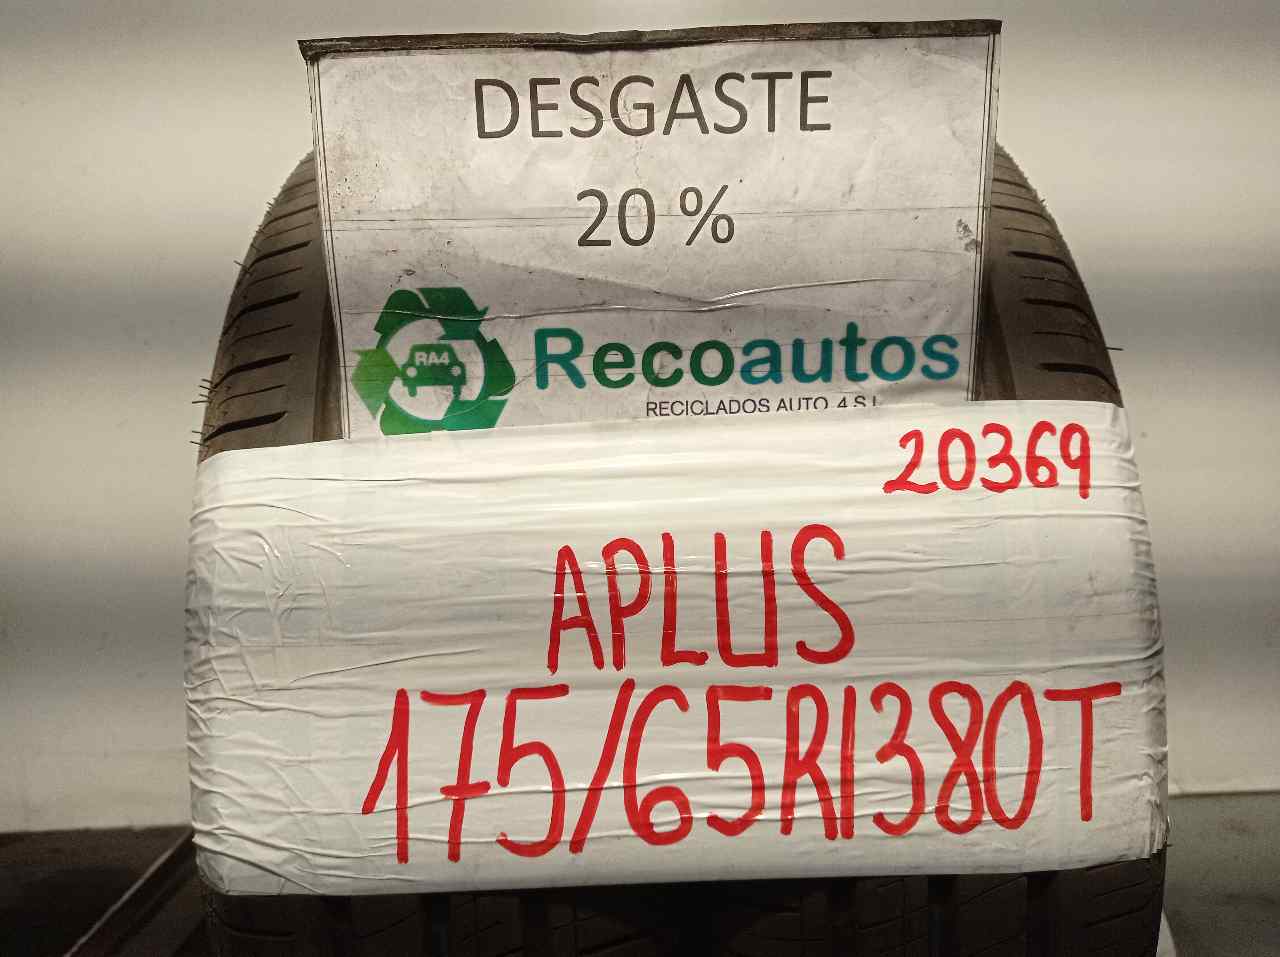 DESGASTE
20 %
RA4
Recoautos
RECICLADOS AUTO 4 S.L
20369
APLUS
175/65R1380T